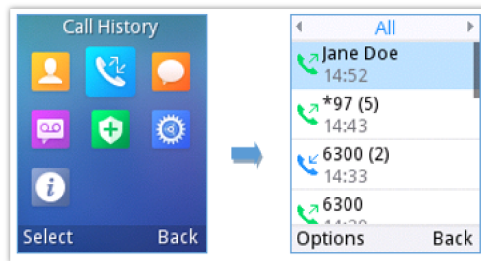 Call History
Select Back
All
Jane Doe
14:52
*97 (5)
14:43
6300 (2)
14:33
6300
Options Back